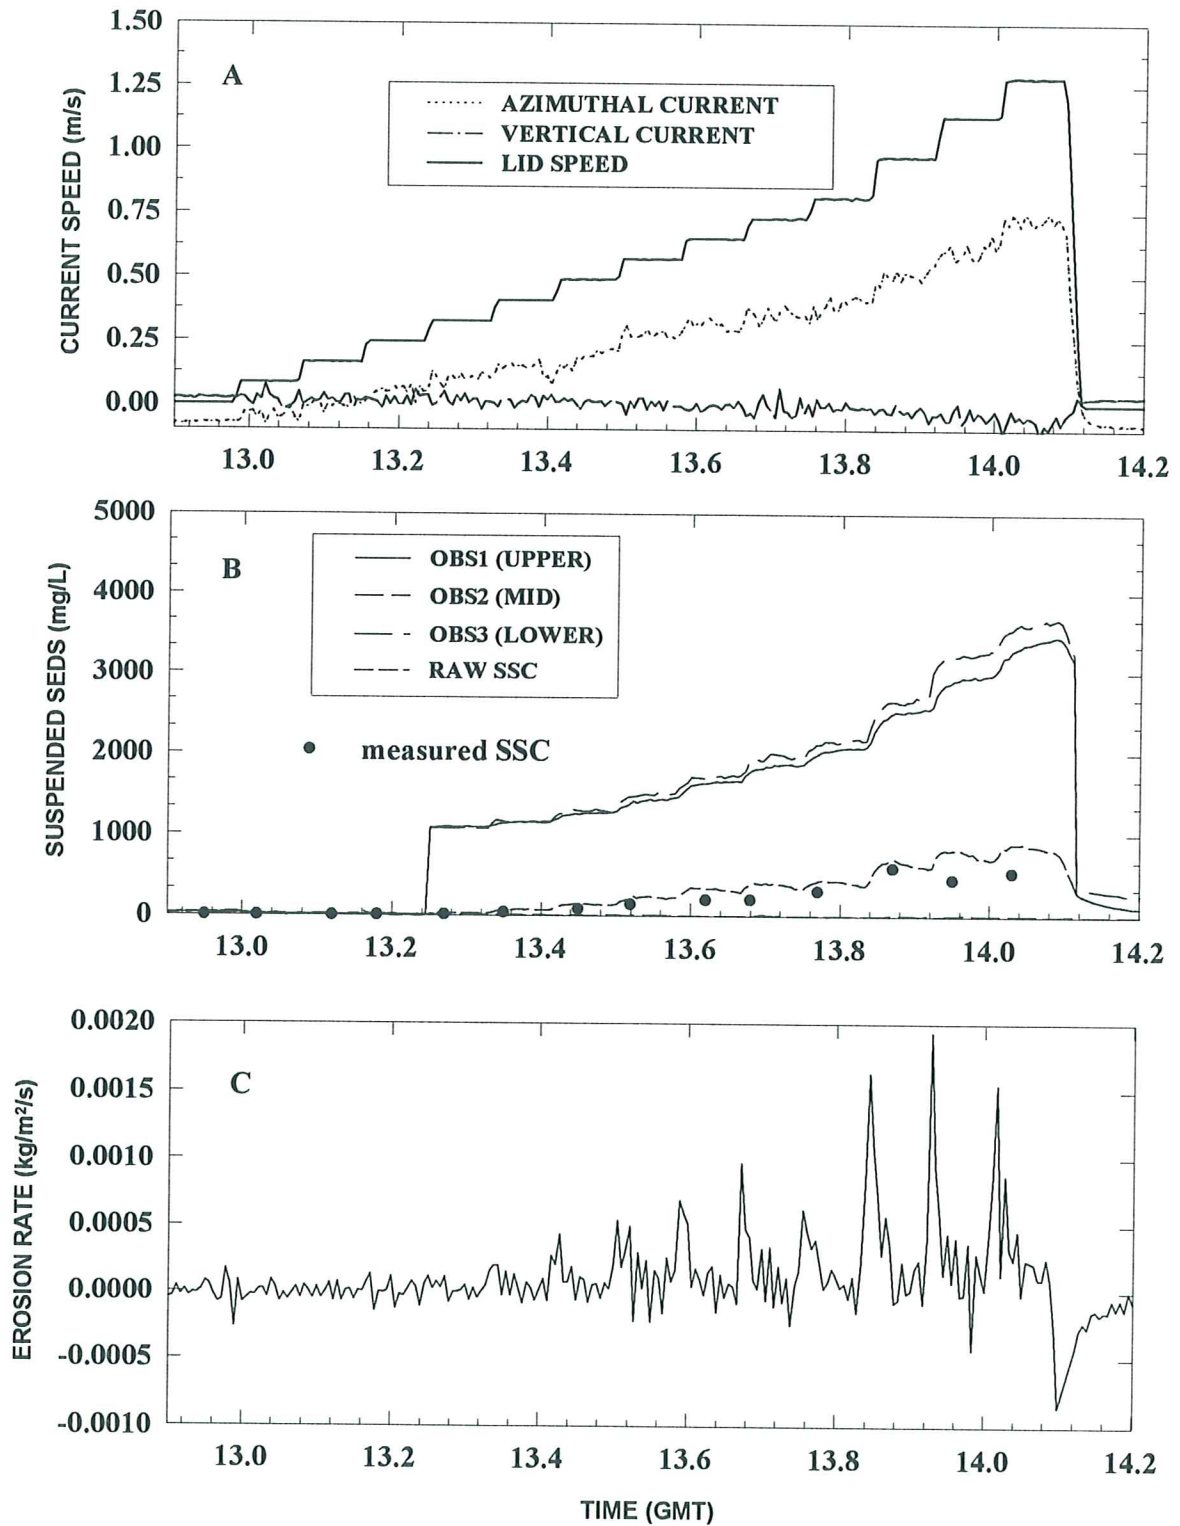 1.50
1.25
1.00
0.75
0.50
0.25
0.00
CURRENT SPEED (m/s)
A
AZIMUTHAL CURRENT
VERTICAL CURRENT
LID SPEED
13.0 13.2 13.4 13.6 13.8 14.0 14.2
5000
4000
3000
2000
1000
0
SUSPENDED SEDS (mg/L)
B
OBS1 (UPPER)
OBS2 (MID)
OBS3 (LOWER)
RAW SSC
measured SSC
13.0 13.2 13.4 13.6 13.8 14.0 14.2
0.0020
0.0015
0.0010
0.0005
0.0000
-0.0005
-0.0010
EROSION RATE (kg/m²/s)
C
13.0 13.2 13.4 13.6 13.8 14.0 14.2
TIME (GMT)